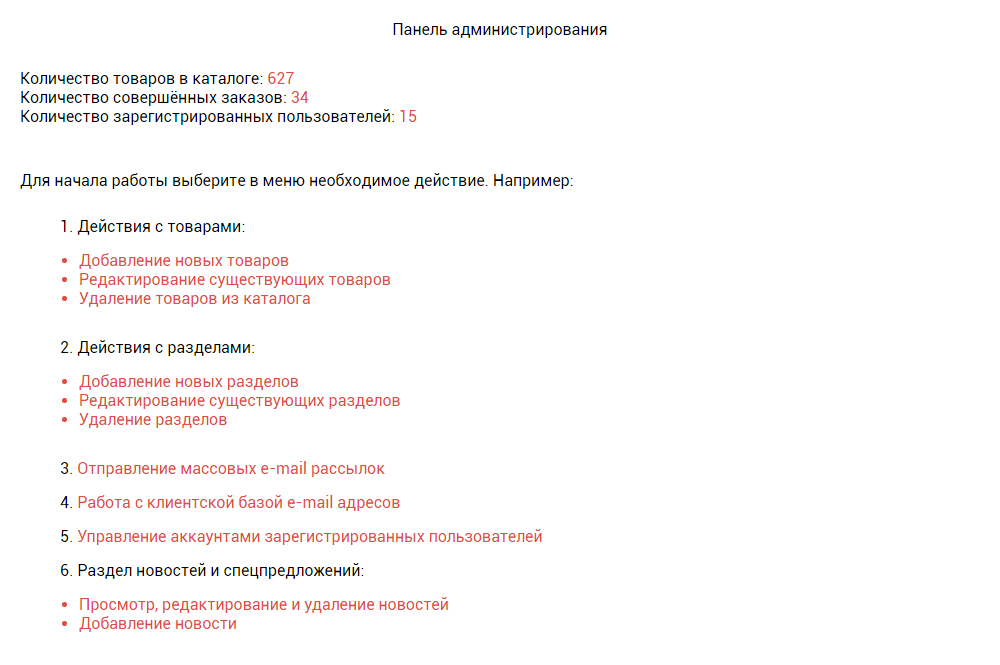 Панель администрирования
Количество товаров в каталоге: 627
Количество совершённых заказов: 34
Количество зарегистрированных пользователей: 15
Для начала работы выберите в меню необходимое действие. Например:
1. Действия с товарами:
• Добавление новых товаров
• Редактирование существующих товаров
• Удаление товаров из каталога
2. Действия с разделами:
• Добавление новых разделов
• Редактирование существующих разделов
• Удаление разделов
3. Отправление массовых e-mail рассылок
4. Работа с клиентской базой e-mail адресов
5. Управление аккаунтами зарегистрированных пользователей
6. Раздел новостей и спецпредложений:
• Просмотр, редактирование и удаление новостей
• Добавление новости